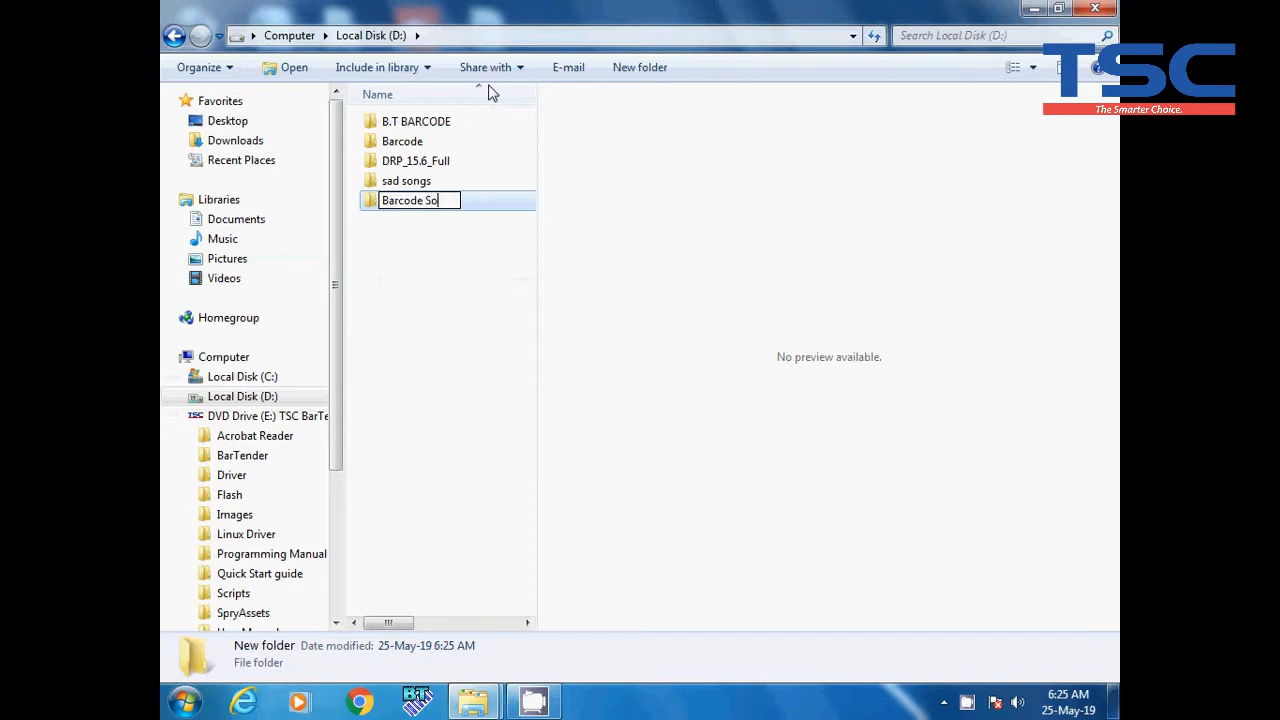 Computer
Local Disk (D:)
Search Local Disk (D:)
TSC
The Smarter Choice.
Organize
Open
Include in library
Share with
E-mail
New folder
Favorites
Desktop
Downloads
Recent Places
Libraries
Documents
Music
Pictures
Videos
Homegroup
Computer
Local Disk (C:)
Local Disk (D:)
TSC DVD Drive (E:) TSC BarTe
Acrobat Reader
BarTender
Driver
Flash
Images
Linux Driver
Programming Manual
Quick Start guide
Scripts
SpryAssets
Name
B.T BARCODE
Barcode
DRP_15.6_Full
sad songs
Barcode So
No preview available.
New folder Date modified: 25-May-19 6:25 AM
File folder
BT
6:25 AM
25-May-19